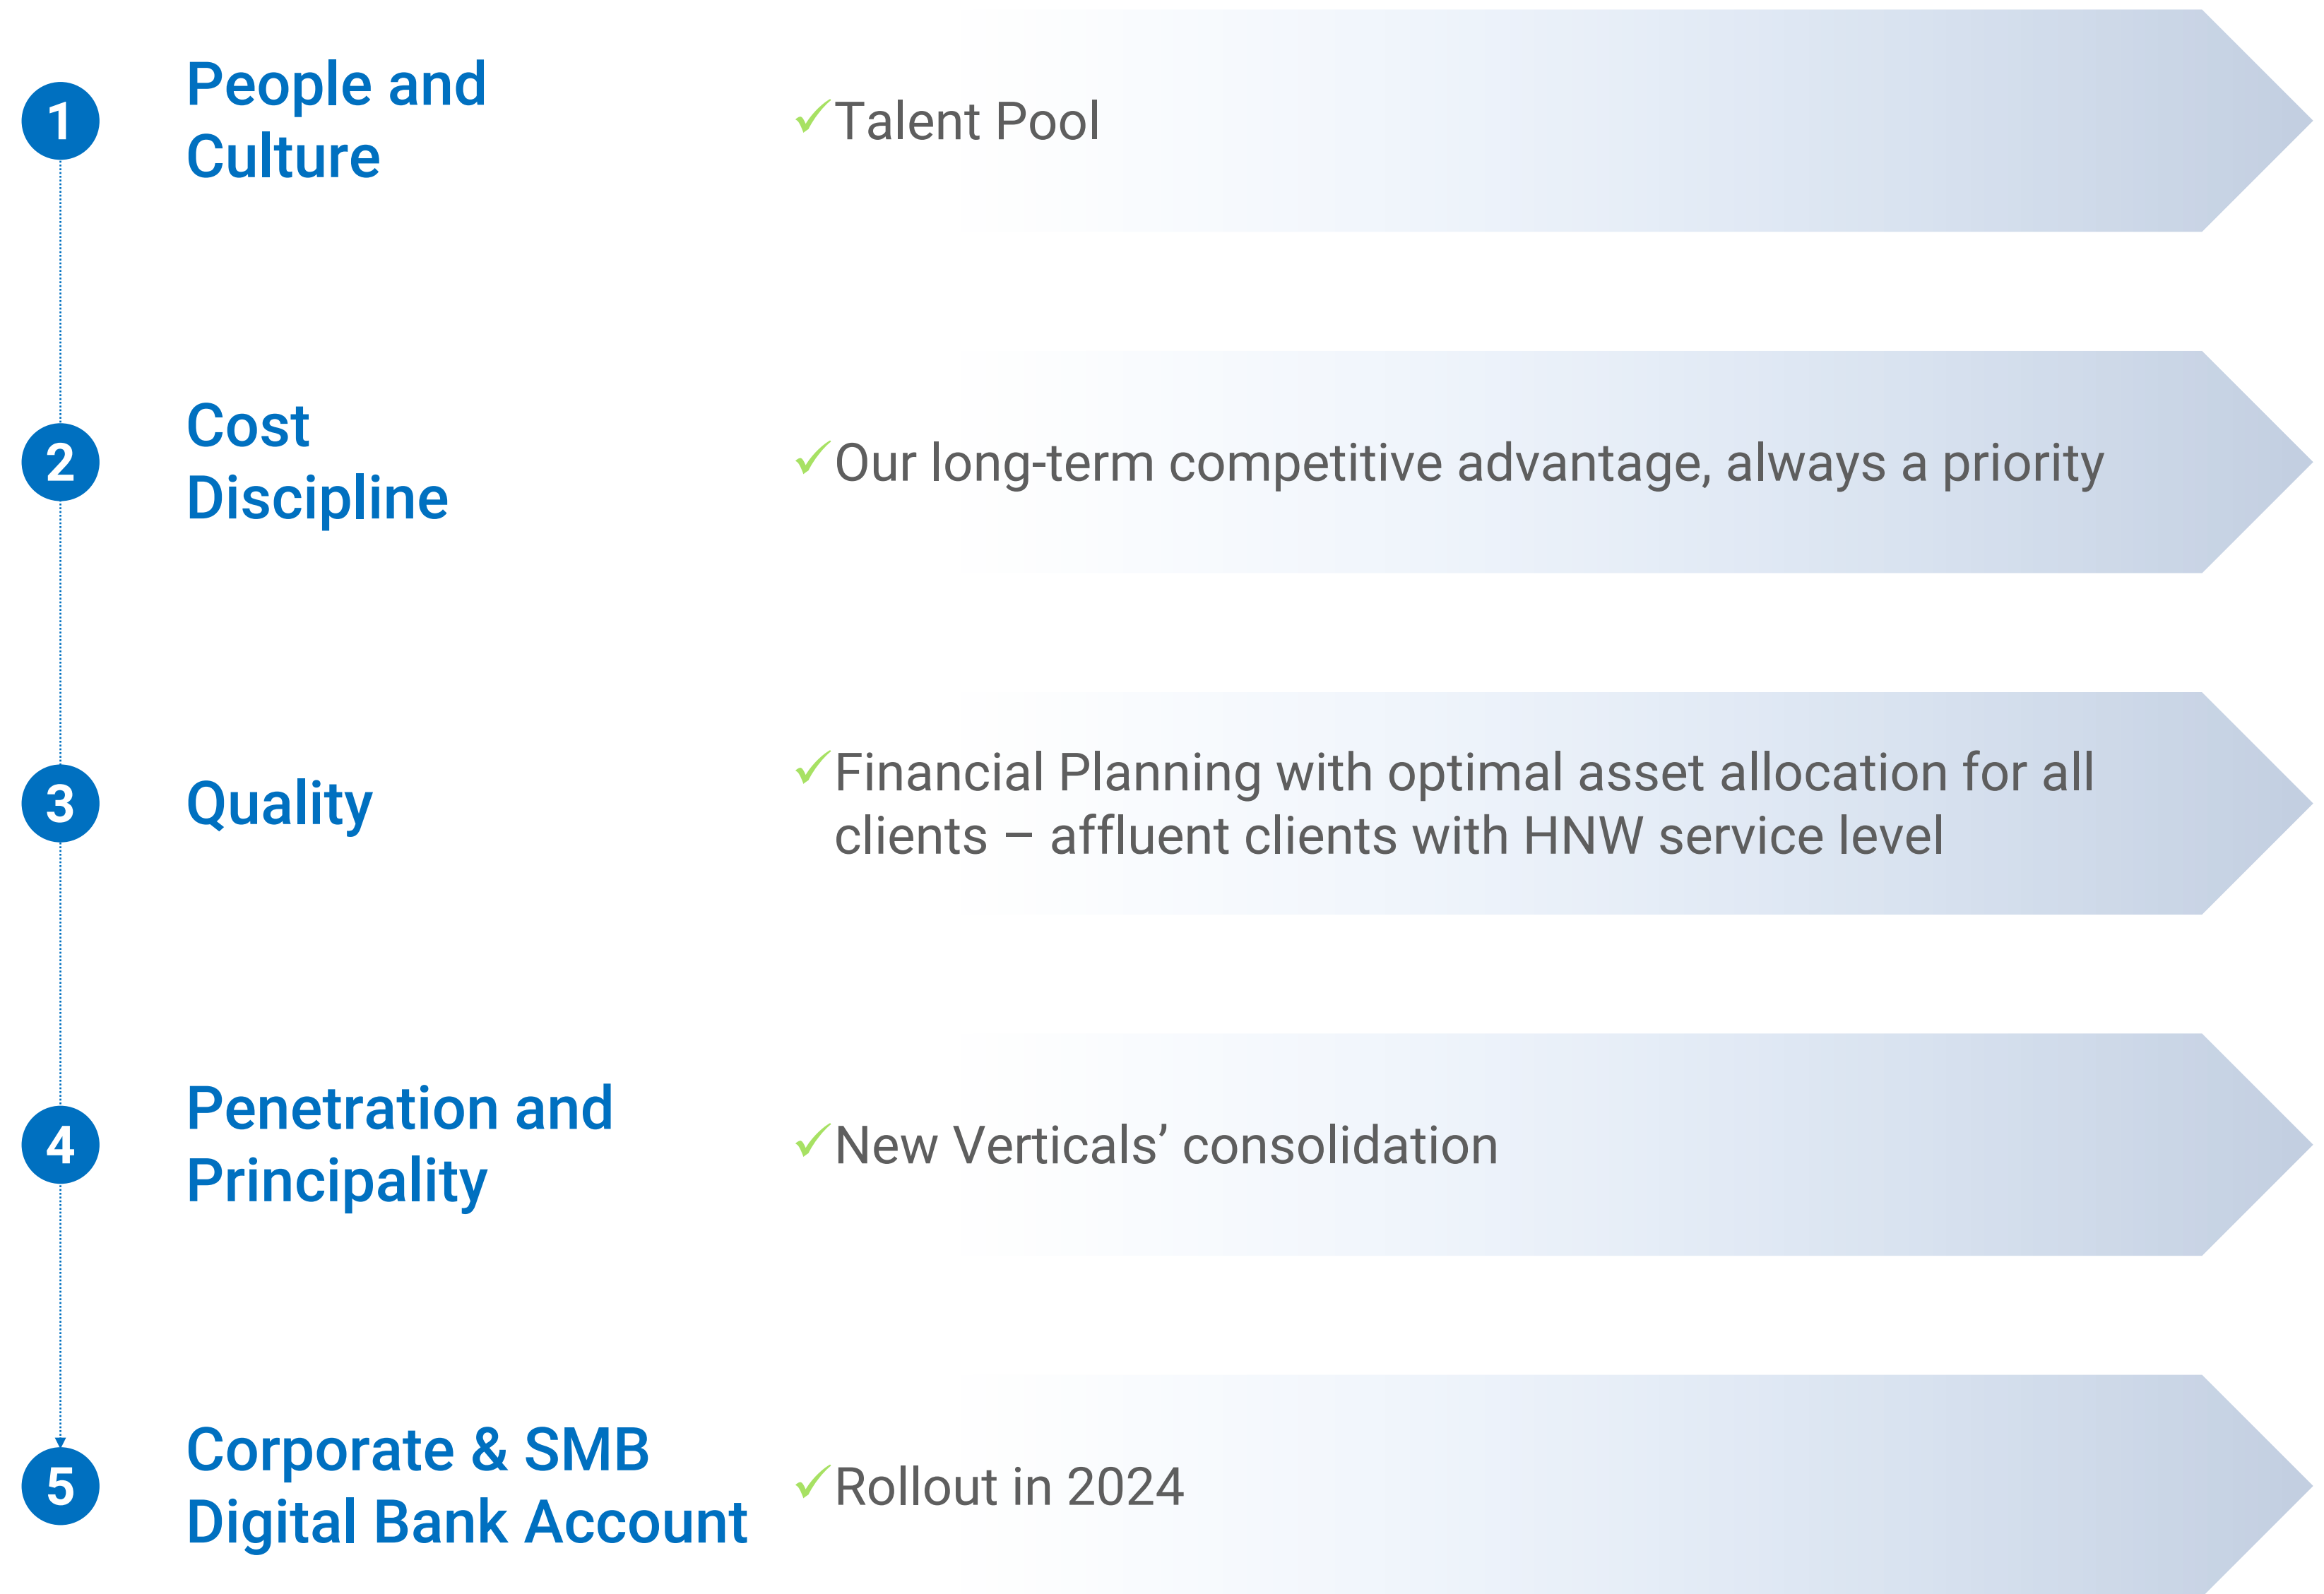 1
People and
Culture
Talent Pool
2
Cost
Discipline
Our long-term competitive advantage, always a priority
3
Quality
Financial Planning with optimal asset allocation for all
clients – affluent clients with HNW service level
4
Penetration and
Principality
New Verticals’ consolidation
5
Corporate & SMB
Digital Bank Account
Rollout in 2024